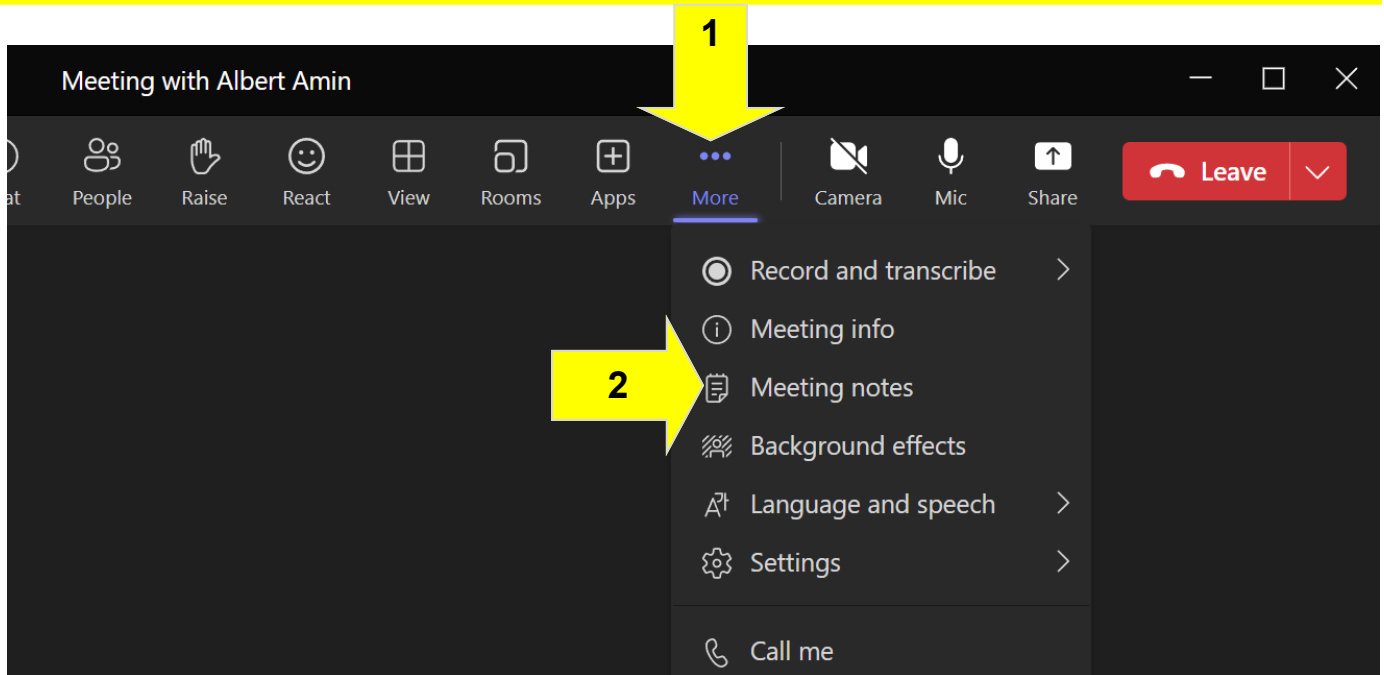 1
Meeting with Albert Amin
at People Raise React View Rooms Apps More Camera Mic Share Leave
Record and transcribe
Meeting info
2
Meeting notes
Background effects
Language and speech
Settings
Call me